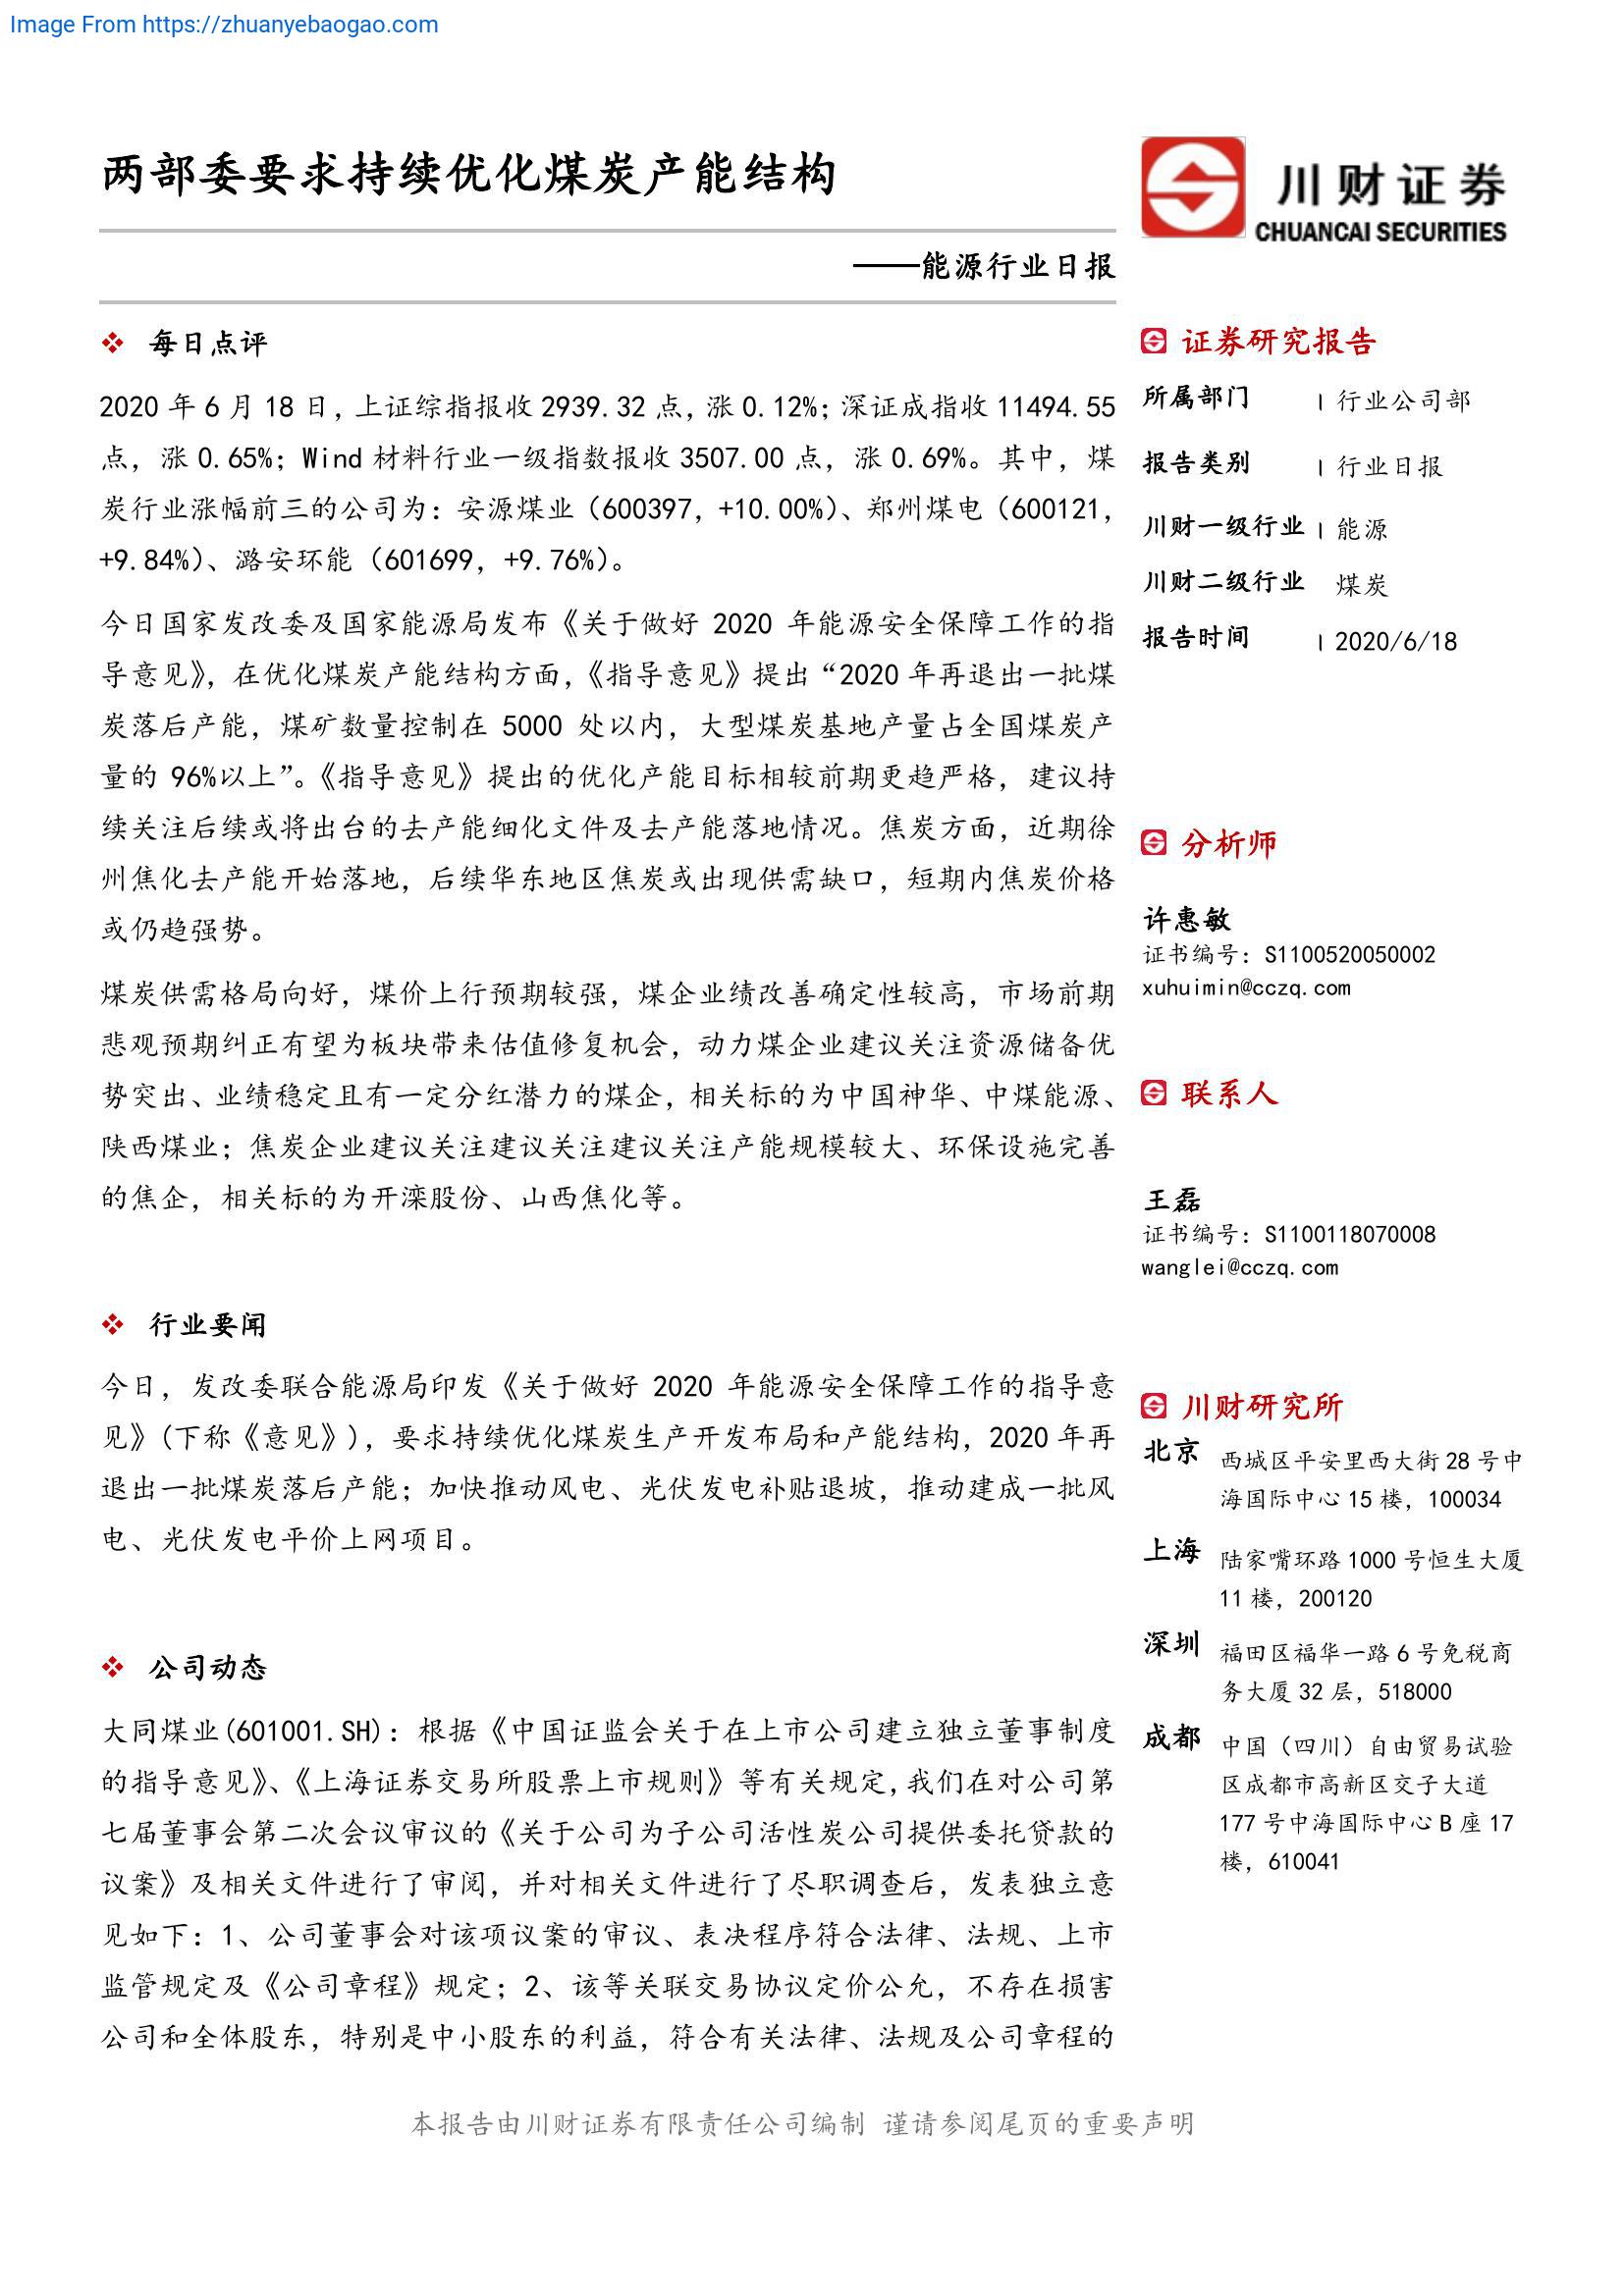 Image From https://zhuanyebaogao.com
两部委要求持续优化煤炭产能结构
——能源行业日报
川财证券
CHUANCAI SECURITIES
每日点评
2020 年 6 月 18 日，上证综指报收 2939.32 点，涨 0.12%；深证成指收 11494.55
点，涨 0.65%；Wind 材料行业一级指数报收 3507.00 点，涨 0.69%。其中，煤
炭行业涨幅前三的公司为：安源煤业（600397，+10.00%）、郑州煤电（600121，
+9.84%）、潞安环能（601699，+9.76%）。
今日国家发改委及国家能源局发布《关于做好 2020 年能源安全保障工作的指
导意见》，在优化煤炭产能结构方面，《指导意见》提出“2020 年再退出一批煤
炭落后产能，煤矿数量控制在 5000 处以内，大型煤炭基地产量占全国煤炭产
量的 96%以上”。《指导意见》提出的优化产能目标相较前期更趋严格，建议持
续关注后续或将出台的去产能细化文件及去产能落地情况。焦炭方面，近期徐
州焦化去产能开始落地，后续华东地区焦炭或出现供需缺口，短期内焦炭价格
或仍趋强势。
煤炭供需格局向好，煤价上行预期较强，煤企业绩改善确定性较高，市场前期
悲观预期纠正有望为板块带来估值修复机会，动力煤企业建议关注资源储备优
势突出、业绩稳定且有一定分红潜力的煤企，相关标的为中国神华、中煤能源、
陕西煤业；焦炭企业建议关注建议关注建议关注产能规模较大、环保设施完善
的焦企，相关标的为开滦股份、山西焦化等。
行业要闻
今日，发改委联合能源局印发《关于做好 2020 年能源安全保障工作的指导意
见》(下称《意见》)，要求持续优化煤炭生产开发布局和产能结构，2020 年再
退出一批煤炭落后产能；加快推动风电、光伏发电补贴退坡，推动建成一批风
电、光伏发电平价上网项目。
公司动态
大同煤业(601001.SH)：根据《中国证监会关于在上市公司建立独立董事制度
的指导意见》、《上海证券交易所股票上市规则》等有关规定,我们在对公司第
七届董事会第二次会议审议的《关于公司为子公司活性炭公司提供委托贷款的
议案》及相关文件进行了审阅，并对相关文件进行了尽职调查后，发表独立意
见如下：1、公司董事会对该项议案的审议、表决程序符合法律、法规、上市
监管规定及《公司章程》规定；2、该等关联交易协议定价公允，不存在损害
公司和全体股东，特别是中小股东的利益，符合有关法律、法规及公司章程的
证券研究报告
所属部门 | 行业公司部
报告类别 | 行业日报
川财一级行业 | 能源
川财二级行业 煤炭
报告时间 | 2020/6/18
分析师
许惠敏
证书编号：S1100520050002
xuhuimin@cczq.com
联系人
王磊
证书编号：S1100118070008
wanglei@cczq.com
川财研究所
北京 西城区平安里西大街 28 号中
海国际中心 15 楼，100034
上海 陆家嘴环路 1000 号恒生大厦
11 楼，200120
深圳 福田区福华一路 6 号免税商
务大厦 32 层，518000
成都 中国（四川）自由贸易试验
区成都市高新区交子大道
177 号中海国际中心 B 座 17
楼，610041
本报告由川财证券有限责任公司编制 谨请参阅尾页的重要声明